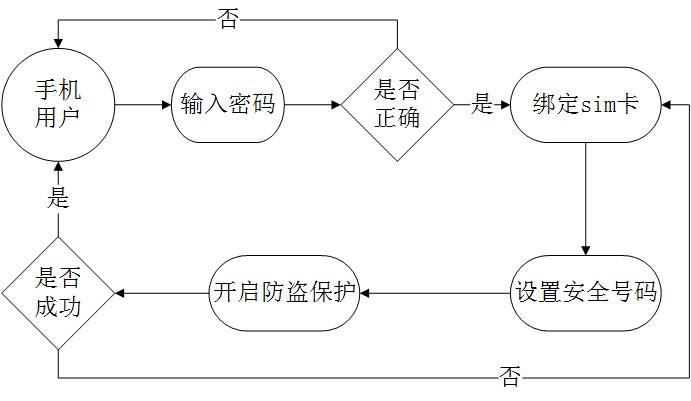 否
手机
用户
输入密码
是否
正确
是
绑定sim卡
是
是否
成功
开启防盗保护
设置安全号码
否